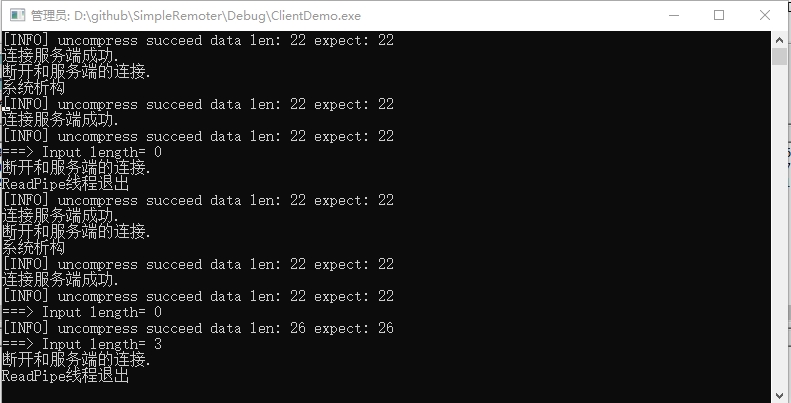 管理员: D:\github\SimpleRemoter\Debug\ClientDemo.exe
[INFO] uncompress succeed data len: 22 expect: 22
连接服务端成功.
断开和服务端的连接.
系统析构
[INFO] uncompress succeed data len: 22 expect: 22
连接服务端成功.
[INFO] uncompress succeed data len: 22 expect: 22
===> Input length= 0
断开和服务端的连接.
ReadPipe线程退出
[INFO] uncompress succeed data len: 22 expect: 22
连接服务端成功.
断开和服务端的连接.
系统析构
[INFO] uncompress succeed data len: 22 expect: 22
连接服务端成功.
[INFO] uncompress succeed data len: 22 expect: 22
===> Input length= 0
[INFO] uncompress succeed data len: 26 expect: 26
===> Input length= 3
断开和服务端的连接.
ReadPipe线程退出